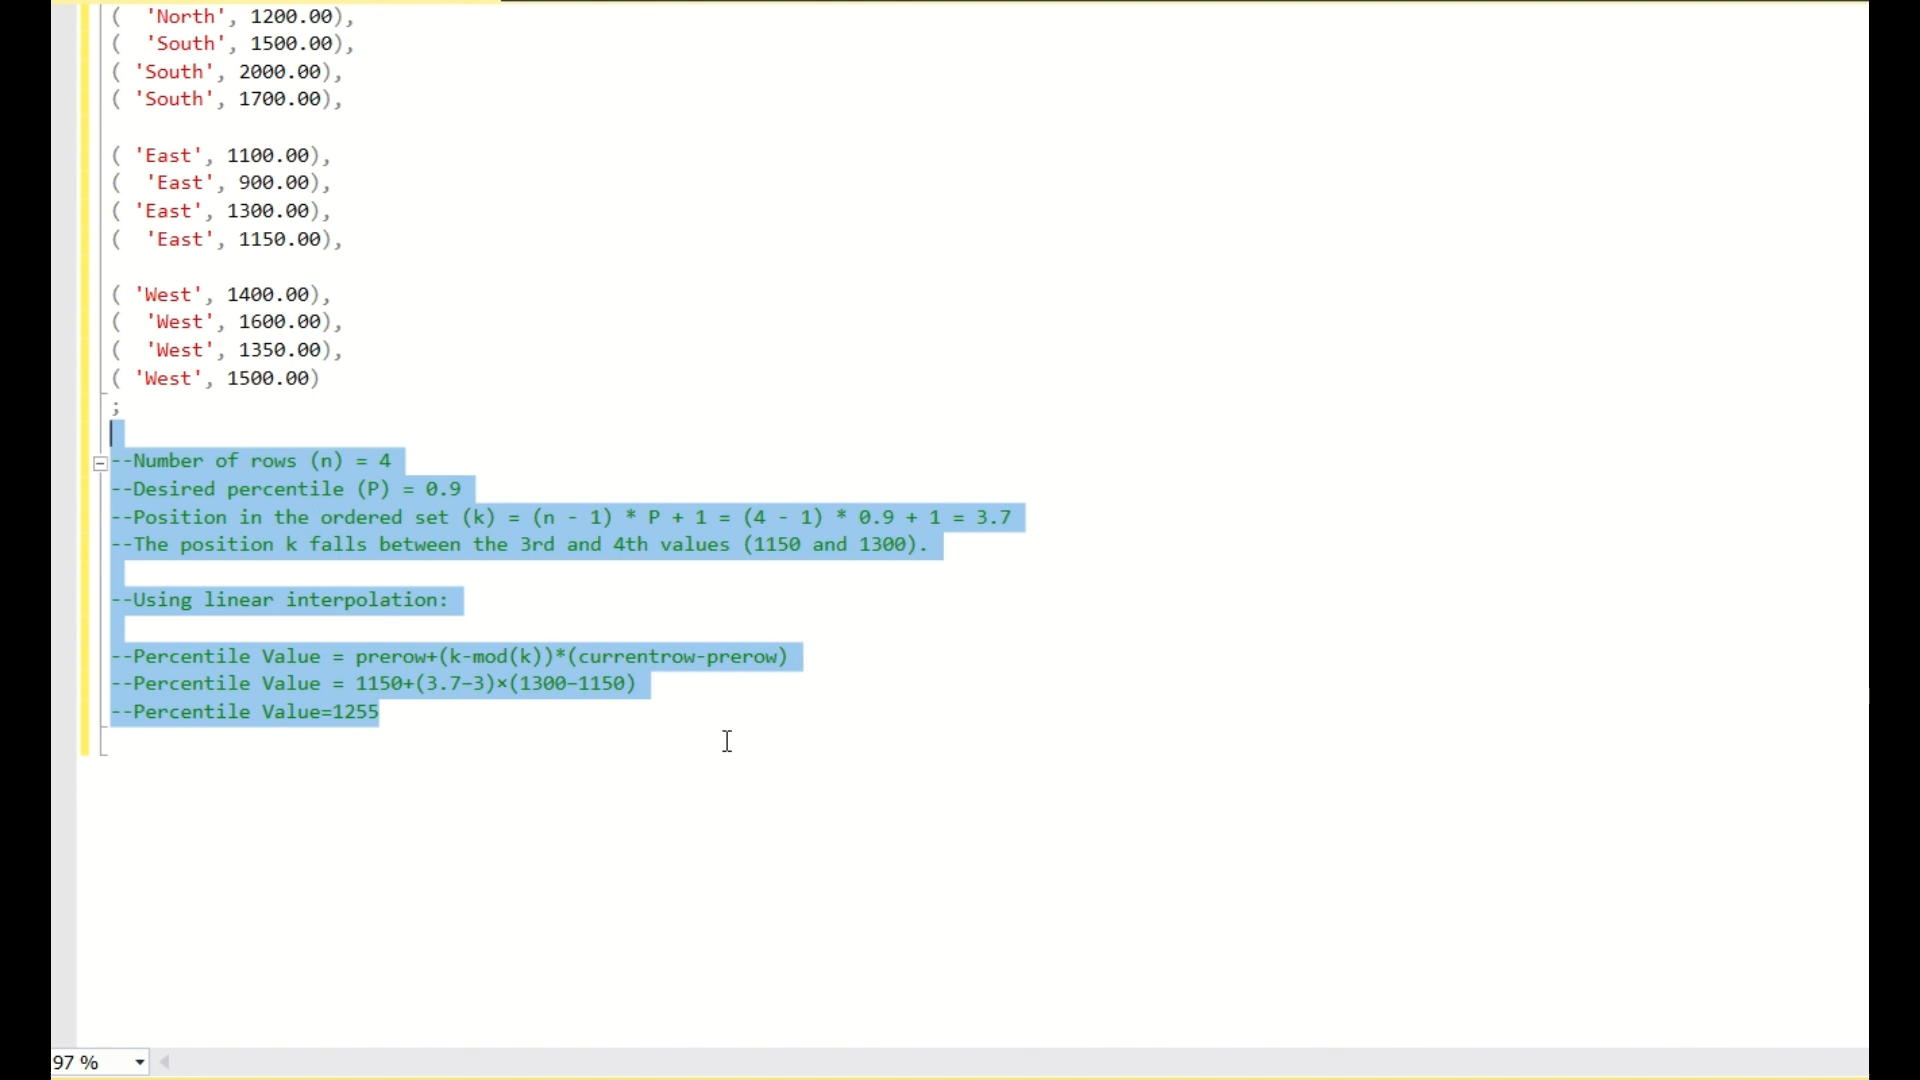 ( 'North', 1200.00),
( 'South', 1500.00),
( 'South', 2000.00),
( 'South', 1700.00),
( 'East', 1100.00),
( 'East', 900.00),
( 'East', 1300.00),
( 'East', 1150.00),
( 'West', 1400.00),
( 'West', 1600.00),
( 'West', 1350.00),
( 'West', 1500.00)
;
--Number of rows (n) = 4
--Desired percentile (P) = 0.9
--Position in the ordered set (k) = (n - 1) * P + 1 = (4 - 1) * 0.9 + 1 = 3.7
--The position k falls between the 3rd and 4th values (1150 and 1300).
--Using linear interpolation:
--Percentile Value = prerow+(k-mod(k))*(currentrow-prerow)
--Percentile Value = 1150+(3.7−3)×(1300−1150)
--Percentile Value=1255
97 %